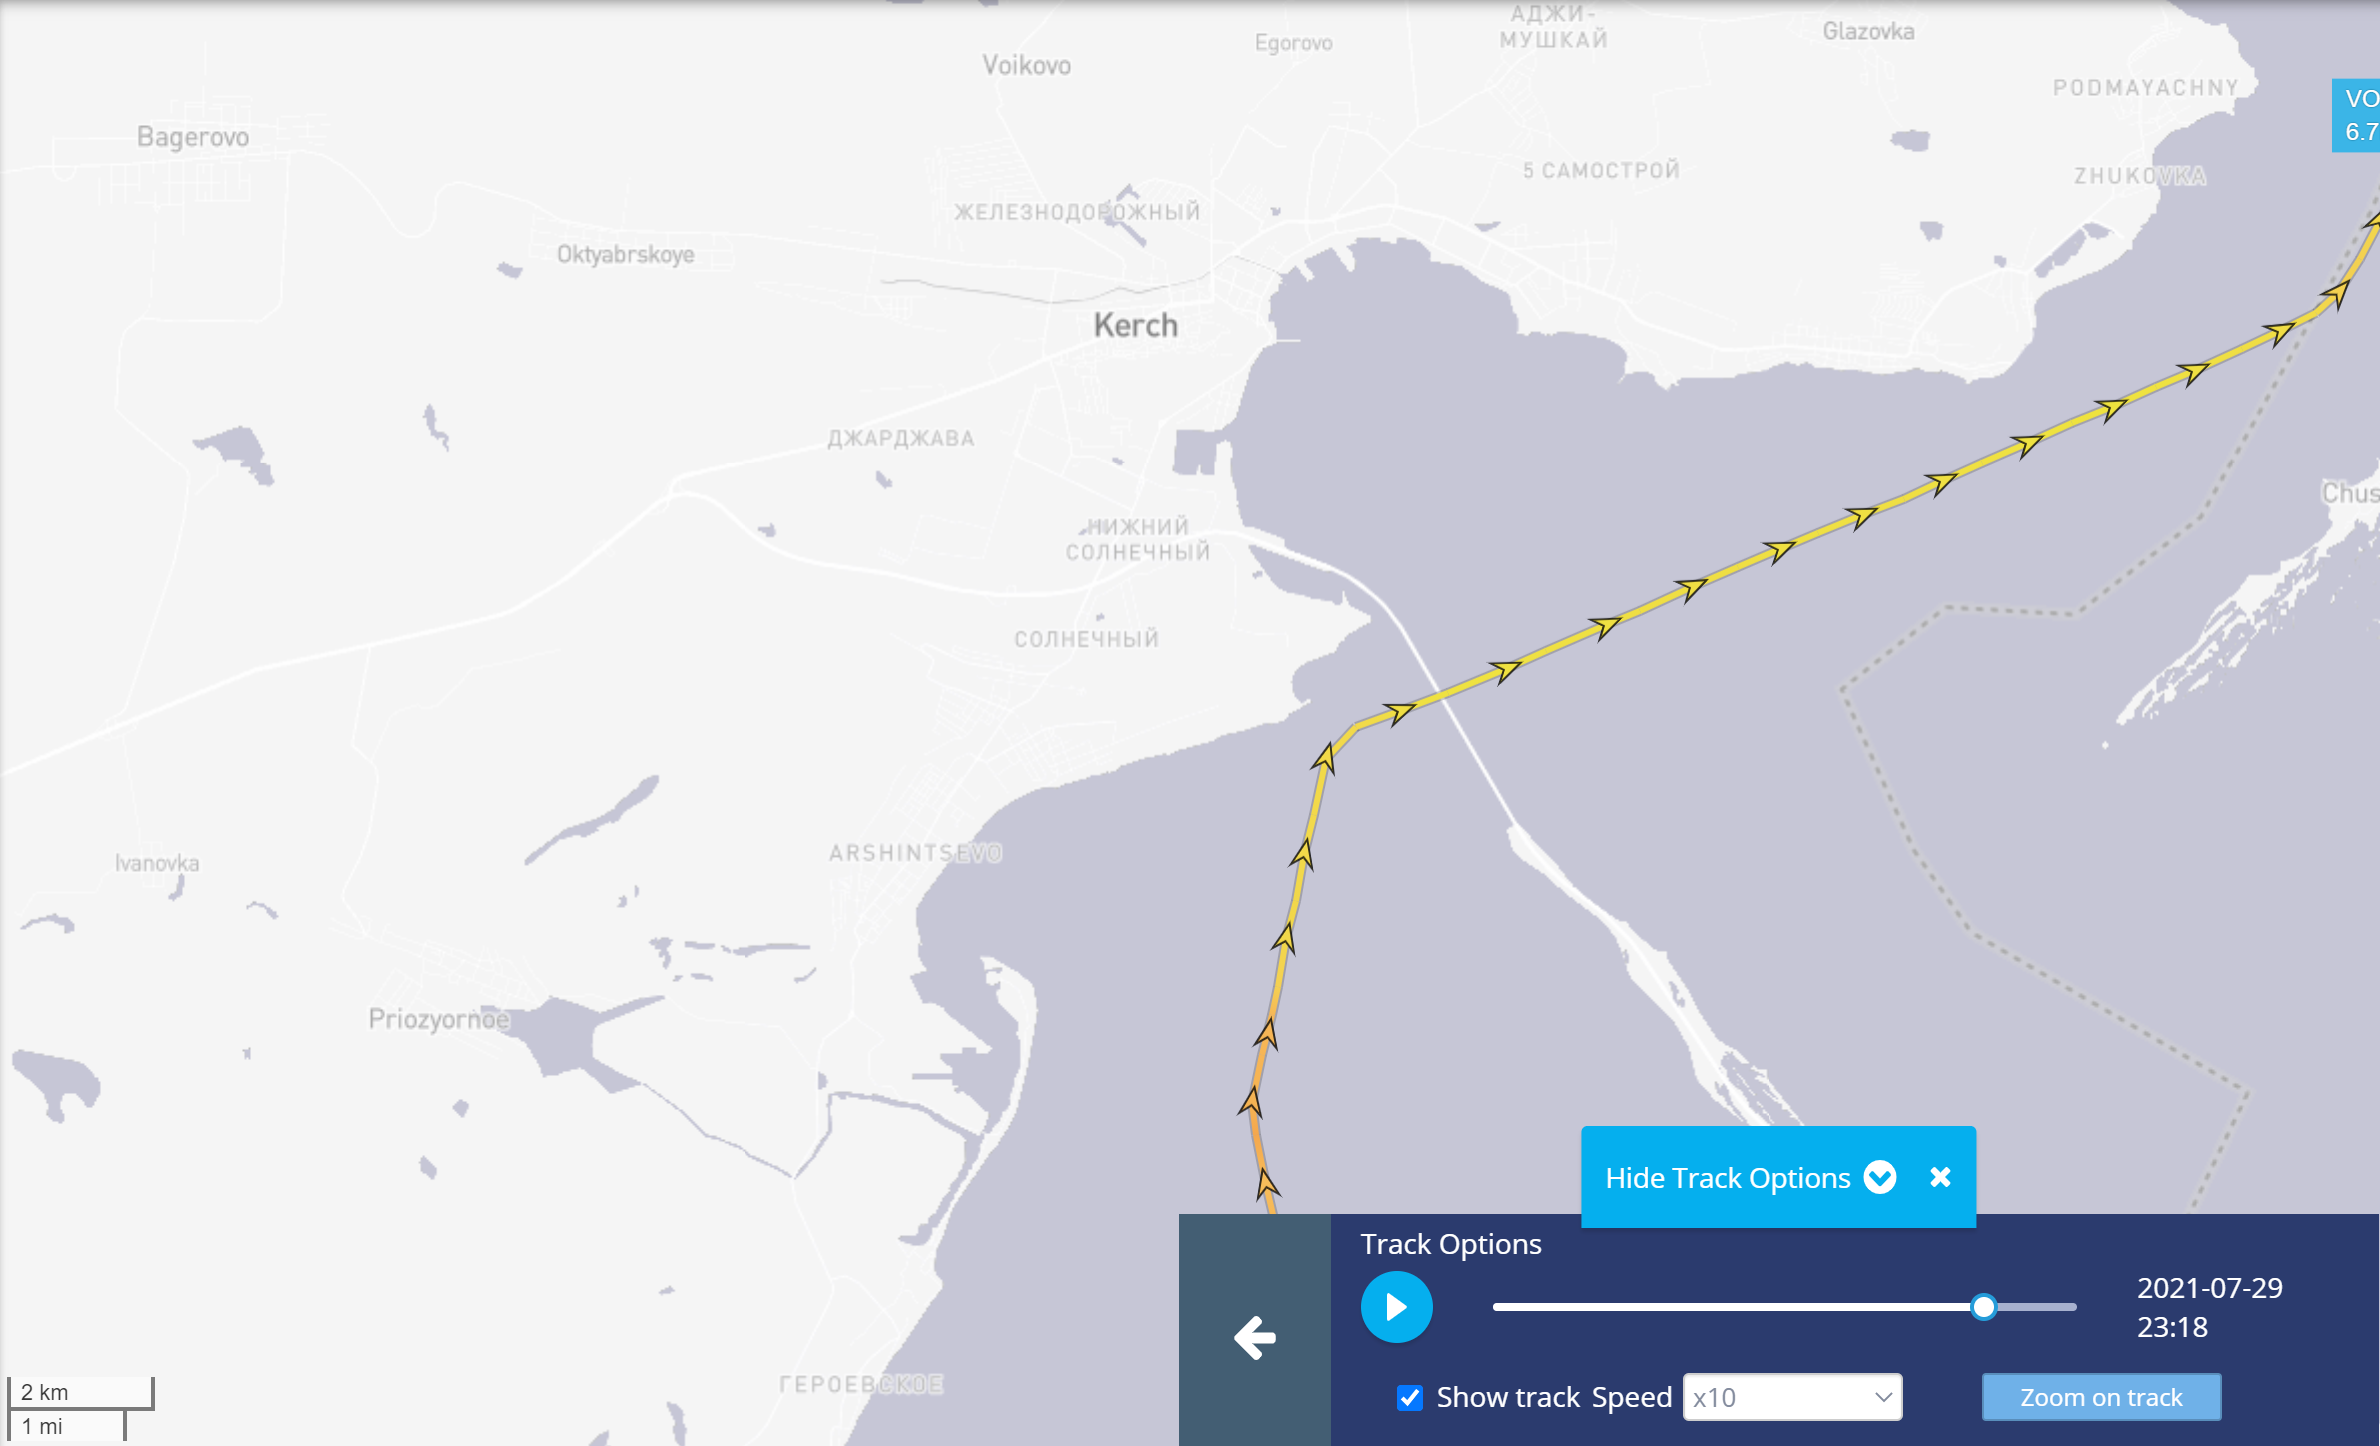 АДЖИ-
МУШКАЙ
Glazovka
Egorovo
Voikovo
PODMAYACHNY
VO
6.7
Bagerovo
5 САМОСТРОЙ
ZHUKOVKA
ЖЕЛЕЗНОДОРОЖНЫЙ
Oktyabrskoye
Kerch
ДЖАРДЖАВА
Chus
НИЖНИЙ
СОЛНЕЧНЫЙ
СОЛНЕЧНЫЙ
ARSHINTSEVO
Ivanovka
Priozyornoe
Hide Track Options
Track Options
2021-07-29
23:18
ГЕРОЕВСКОЕ
Show track Speed x10
Zoom on track
2 km
1 mi